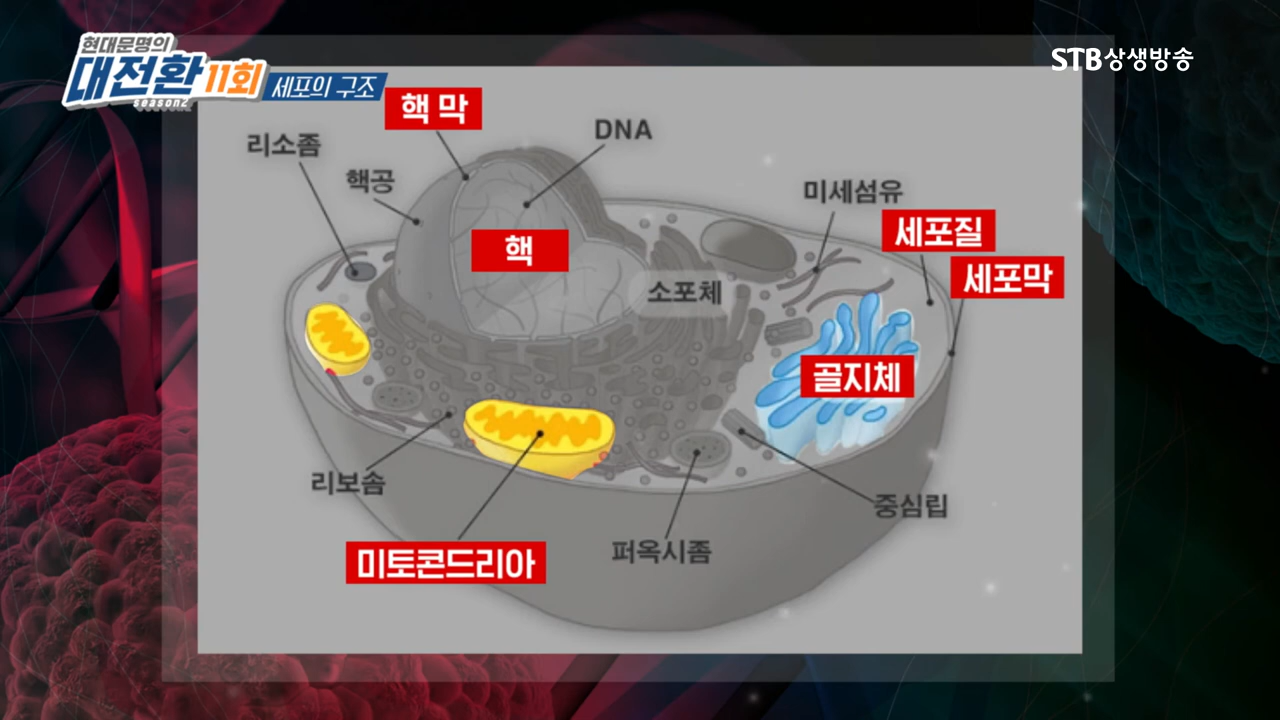 현대문명의
대전환 11회 세포의 구조
season2
STB상생방송
핵 막
DNA
리소좀
핵공
미세섬유
세포질
핵
세포막
소포체
골지체
리보솜
중심립
퍼옥시좀
미토콘드리아